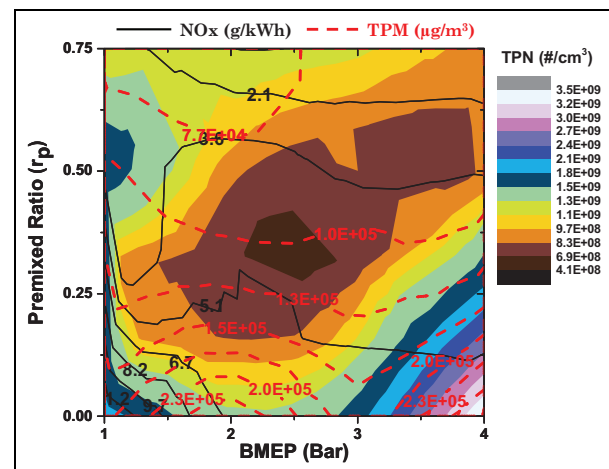 NOx (g/kWh) TPM (µg/m³)
TPN (#/cm³)
0.75
0.50
0.25
0.00
Premixed Ratio (rp)
1 2 3 4
BMEP (Bar)
2.1
7.7E+04
3.6
1.0E+05
1.3E+05
5.1
1.5E+05
6.7
8.2
2.0E+05
2.0E+05
2.3E+05
2.3E+05
3.5E+09
3.2E+09
3.0E+09
2.7E+09
2.4E+09
2.1E+09
1.8E+09
1.5E+09
1.3E+09
1.1E+09
9.7E+08
8.3E+08
6.9E+08
4.1E+08